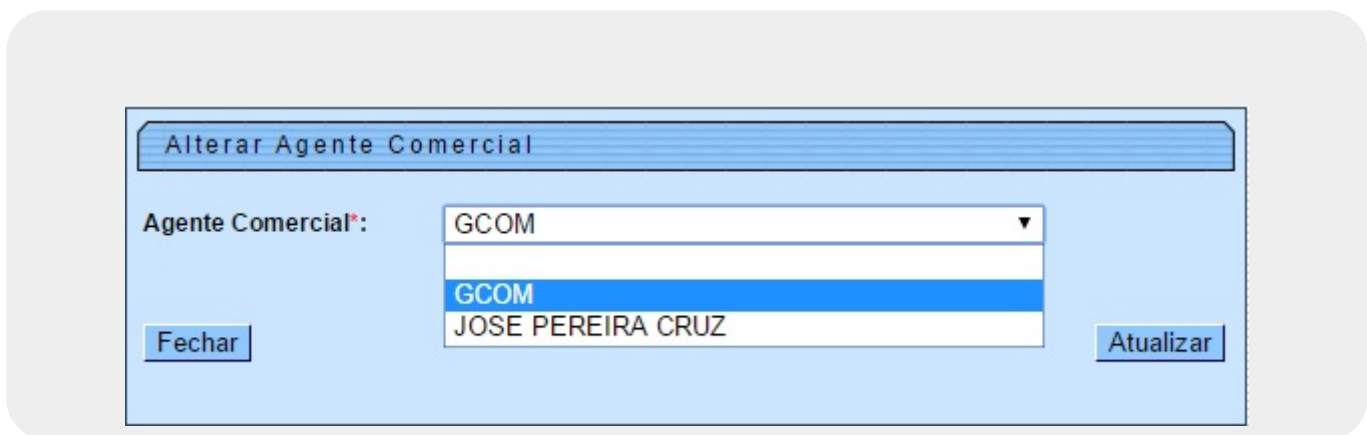 Alterar Agente Comercial
Agente Comercial*: GCOM
GCOM
JOSE PEREIRA CRUZ
Fechar Atualizar